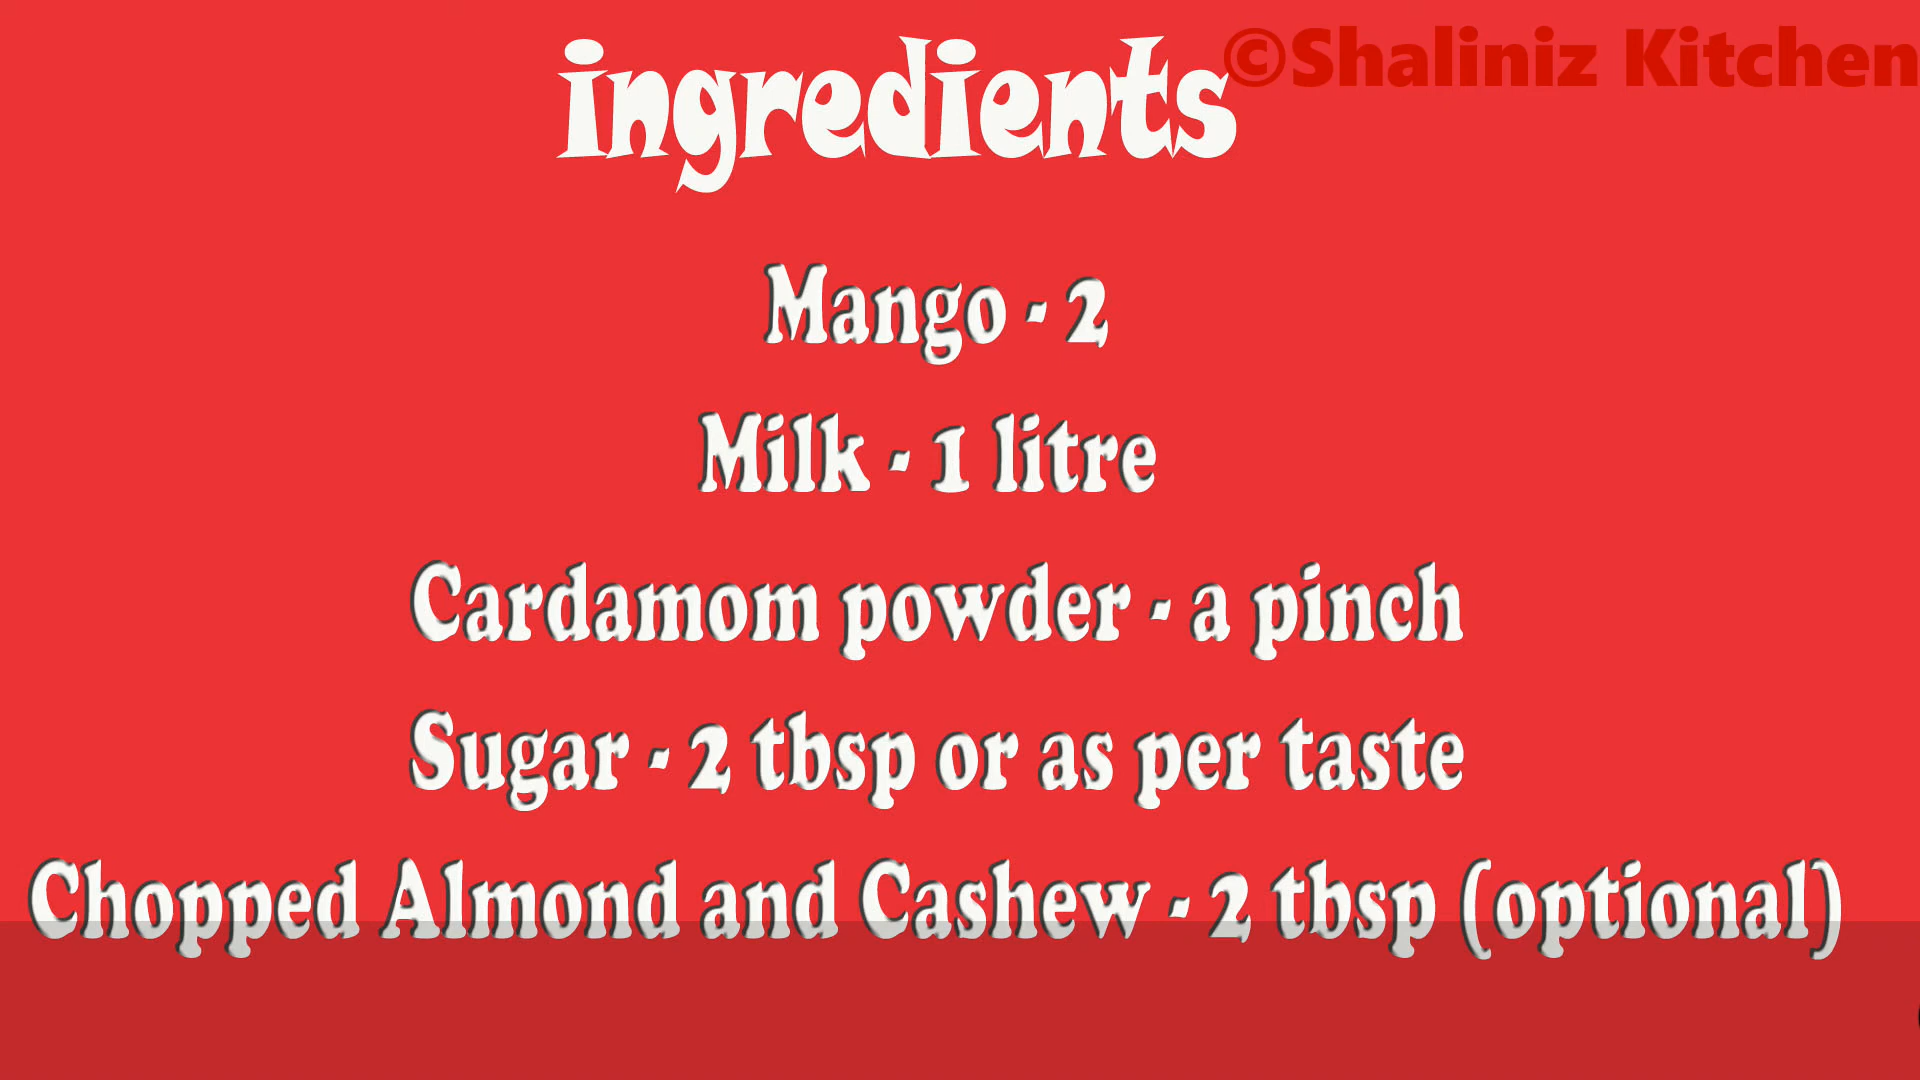 ingredients
©Shaliniz Kitchen
Mango - 2
Milk - 1 litre
Cardamom powder - a pinch
Sugar - 2 tbsp or as per taste
Chopped Almond and Cashew - 2 tbsp (optional)